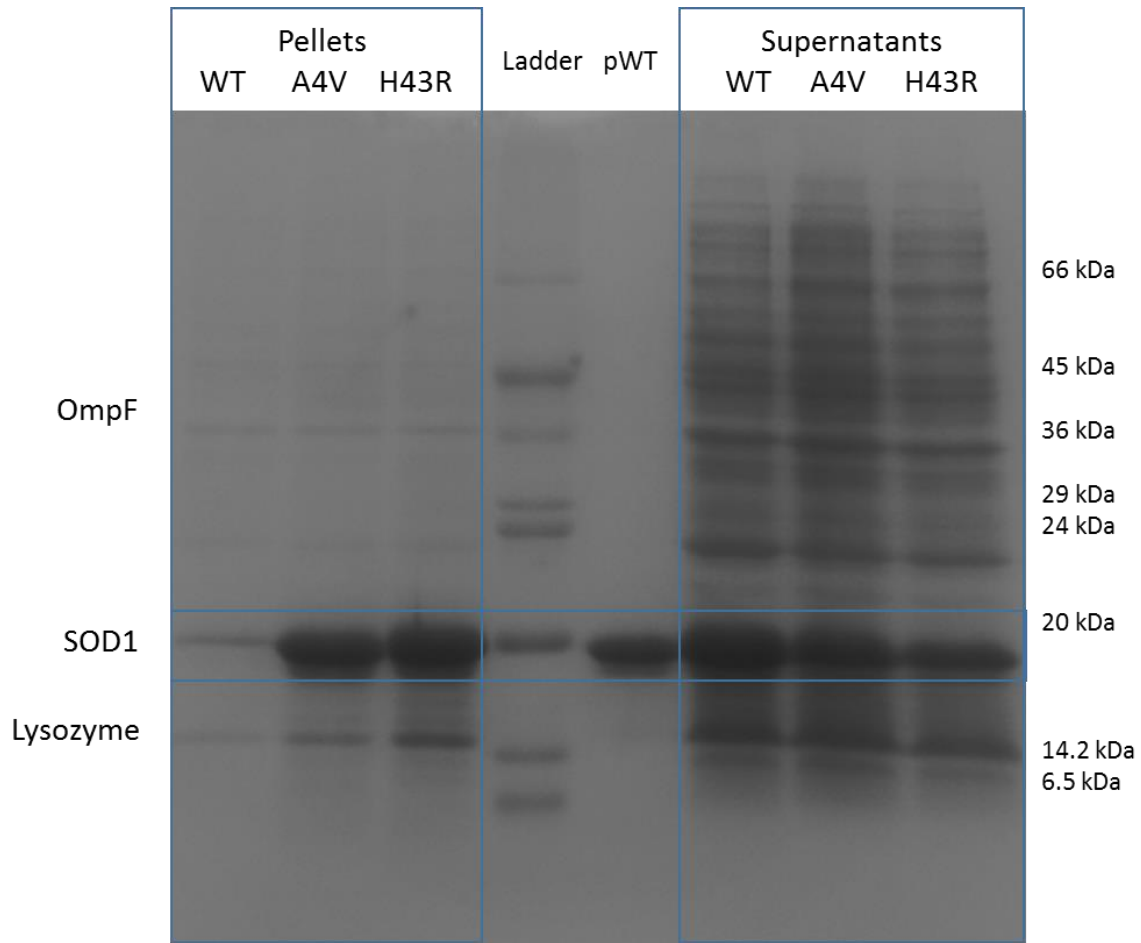 Pellets
WT A4V H43R
Ladder pWT
Supernatants
WT A4V H43R
OmpF
SOD1
Lysozyme
66 kDa
45 kDa
36 kDa
29 kDa
24 kDa
20 kDa
14.2 kDa
6.5 kDa